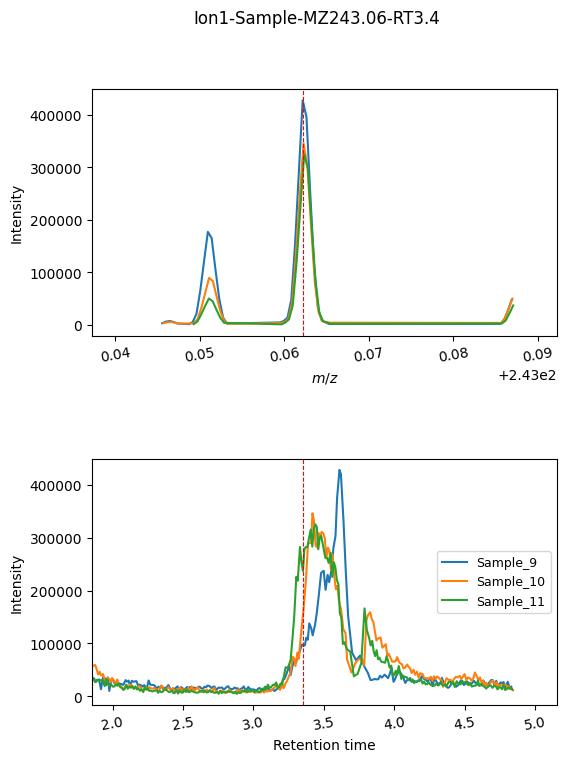 Ion1-Sample-MZ243.06-RT3.4
400000
300000
200000
100000
0
Intensity
0.04 0.05 0.06 0.07 0.08 0.09
m/z
+2.43e2
400000
300000
200000
100000
0
Intensity
Sample_9
Sample_10
Sample_11
2.0 2.5 3.0 3.5 4.0 4.5 5.0
Retention time